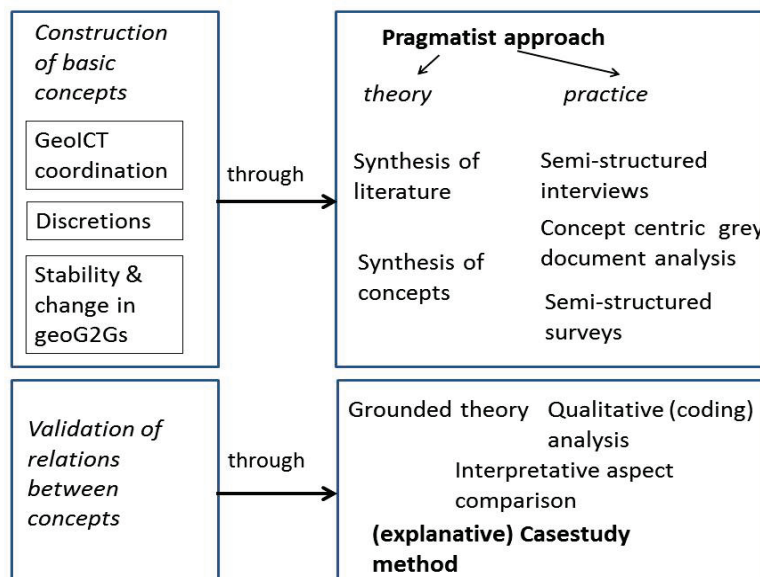 Construction
of basic
concepts
GeoICT
coordination
Discretions
Stability &
change in
geoG2Gs
through
Pragmatist approach
theory
practice
Synthesis of
literature
Synthesis of
concepts
Semi-structured
interviews
Concept centric grey
document analysis
Semi-structured
surveys
Validation of
relations
between
concepts
through
Grounded theory
Qualitative (coding)
analysis
Interpretative aspect
comparison
(explanative) Casestudy
method